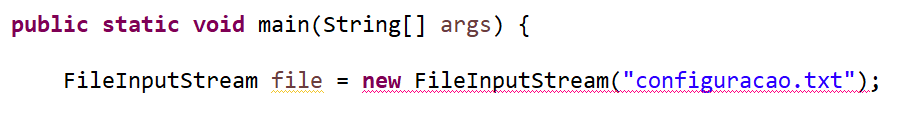 public static void main(String[] args) {
FileInputStream file = new FileInputStream("configuracao.txt");